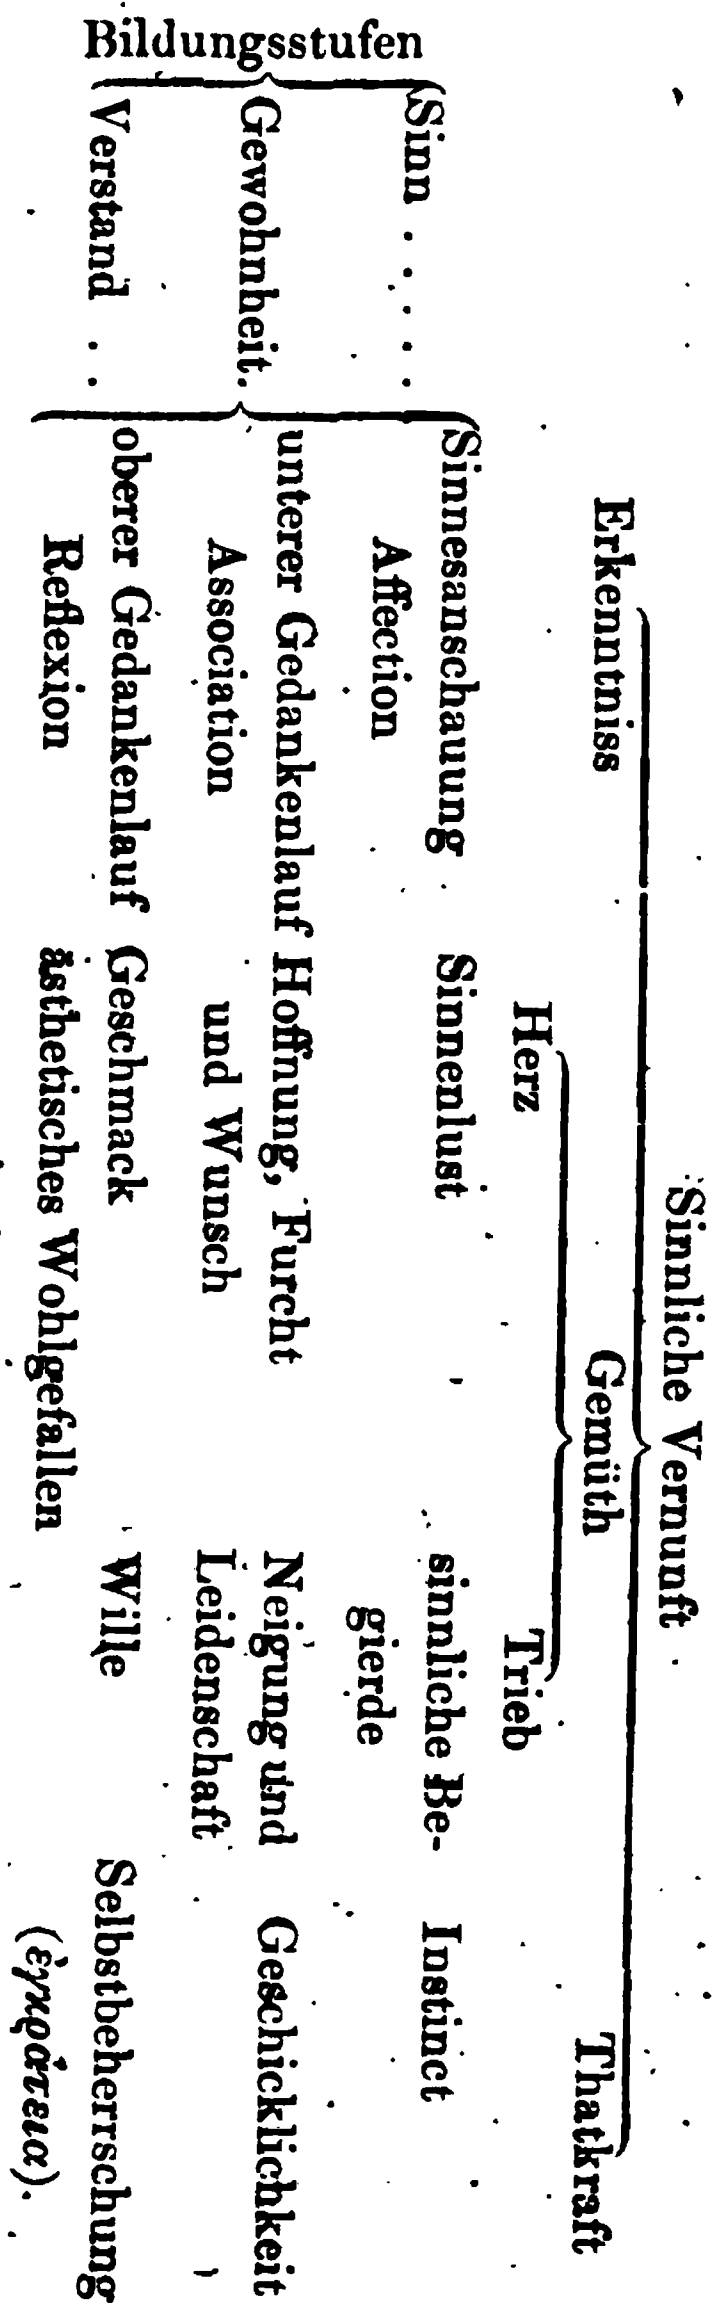 Sinnliche Vernunft
Erkenntniss Gemüth Thatkraft
Herz Trieb
Bildungsstufen
Sinn . . . . . Sinnesanschauung Sinnenlust sinnliche Be- Instinct
Affection gierde
Gewohnheit. unterer Gedankenlauf Hoffnung, Furcht Neigung und Geschicklichkeit
Association und Wunsch Leidenschaft
Verstand . . oberer Gedankenlauf Geschmack Wille Selbstbeherrschung
Reflexion ästhetisches Wohlgefallen (ἐγκράτεια).